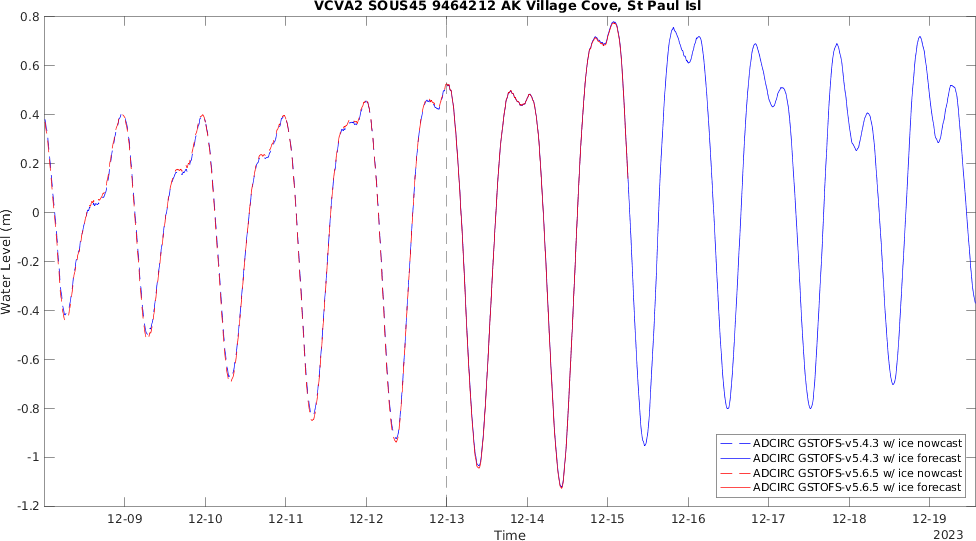 VCVA2 SOUS45 9464212 AK Village Cove, St Paul Isl
0.8
0.6
0.4
0.2
0
-0.2
-0.4
-0.6
-0.8
-1
-1.2
Water Level (m)
ADCIRC GSTOFS-v5.4.3 w/ ice nowcast
ADCIRC GSTOFS-v5.4.3 w/ ice forecast
ADCIRC GSTOFS-v5.6.5 w/ ice nowcast
ADCIRC GSTOFS-v5.6.5 w/ ice forecast
12-09 12-10 12-11 12-12 12-13 12-14 12-15 12-16 12-17 12-18 12-19
Time
2023